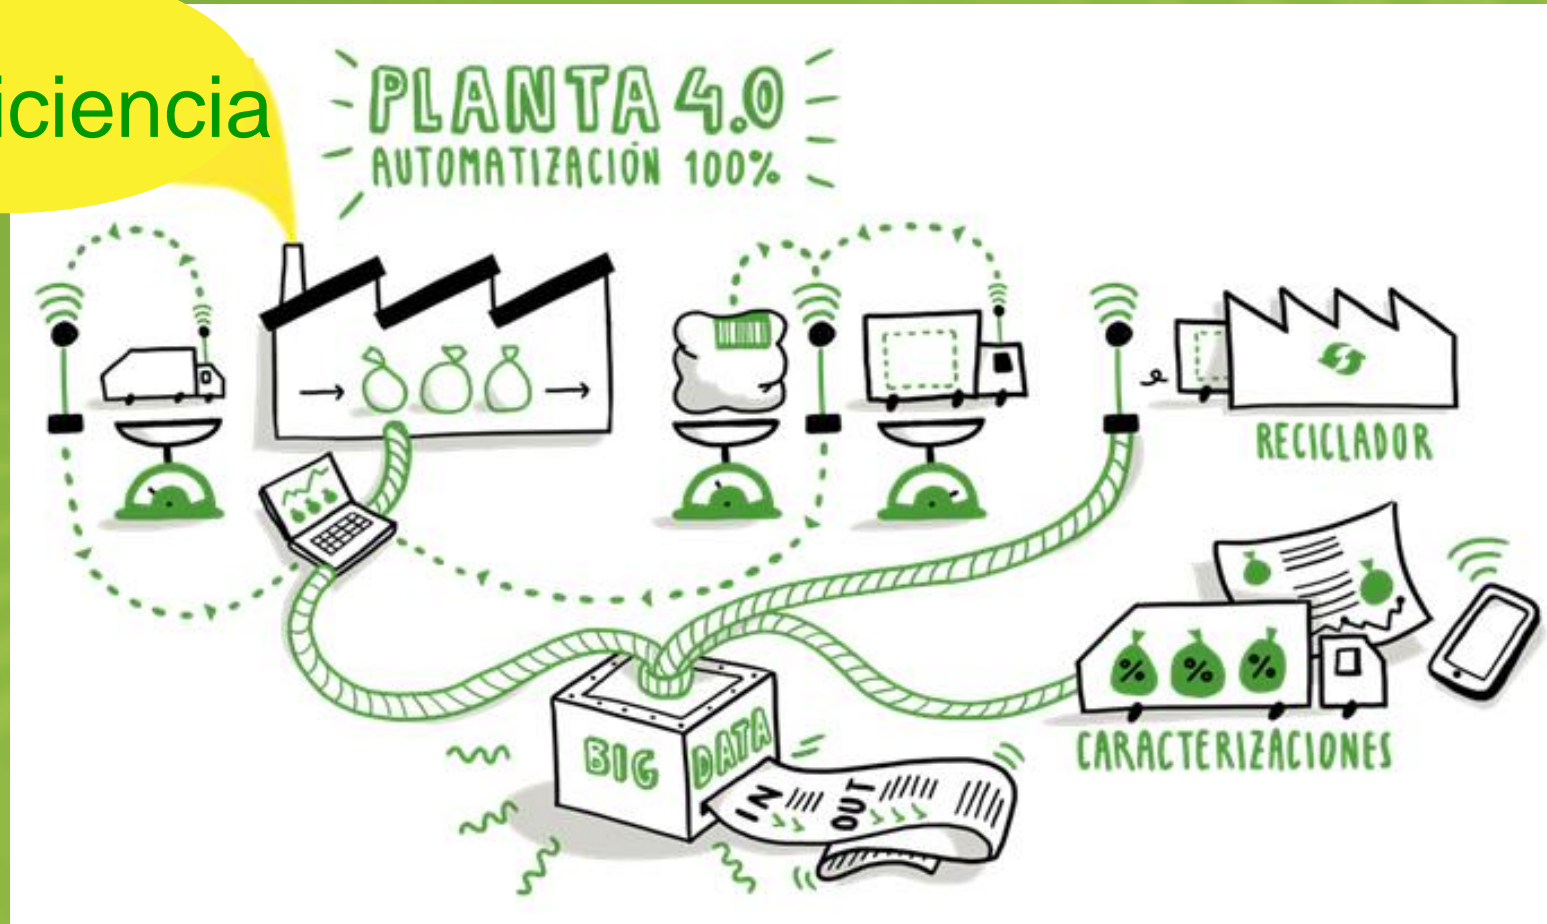 iciencia
PLANTA 4.0
AUTOMATIZACIÓN 100%
RECICLADOR
% % %
CARACTERIZACIONES
BIG DATA
IN OUT